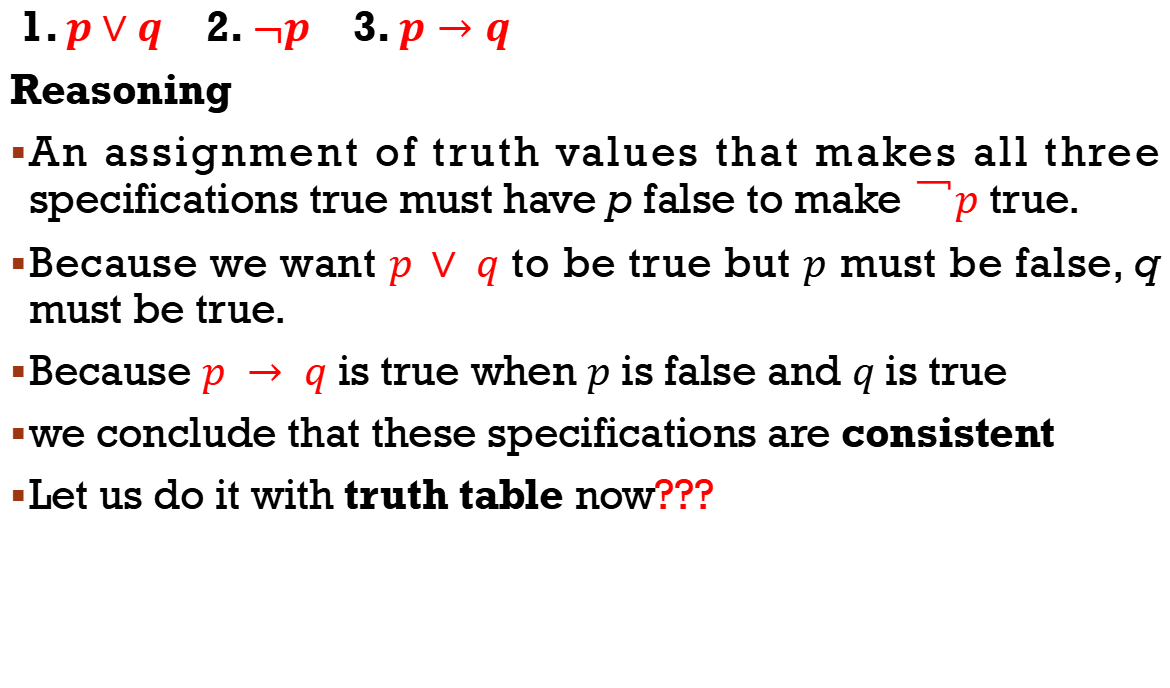 1. p ∨ q 2. ¬p 3. p → q
Reasoning
▪An assignment of truth values that makes all three
specifications true must have p false to make ¬p true.
▪Because we want p ∨ q to be true but p must be false, q
must be true.
▪Because p → q is true when p is false and q is true
▪we conclude that these specifications are consistent
▪Let us do it with truth table now???